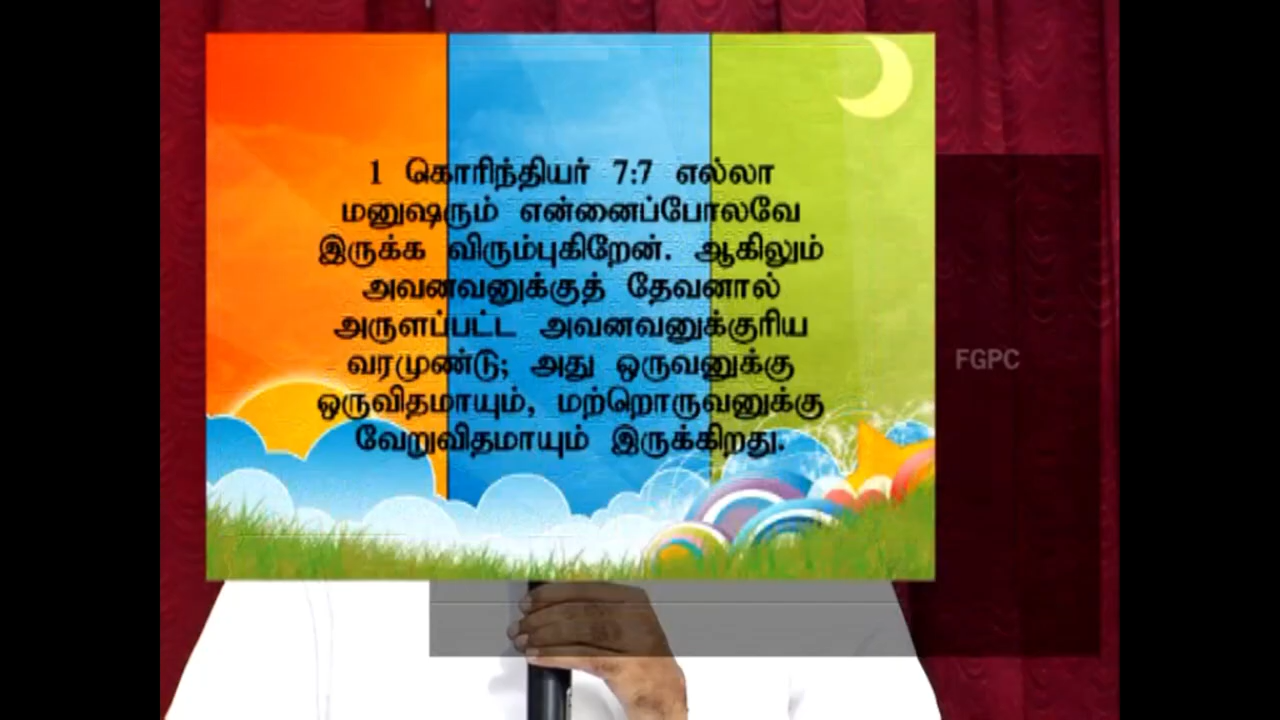 1 கொரிந்தியர் 7:7 எல்லா
மனுஷரும் என்னைப்போலவே
இருக்க விரும்புகிறேன். ஆகிலும்
அவனவனுக்குத் தேவனால்
அருளப்பட்ட அவனவனுக்குரிய
வரமுண்டு; அது ஒருவனுக்கு
ஒருவிதமாயும், மற்றொருவனுக்கு
வேறுவிதமாயும் இருக்கிறது.
FGPC